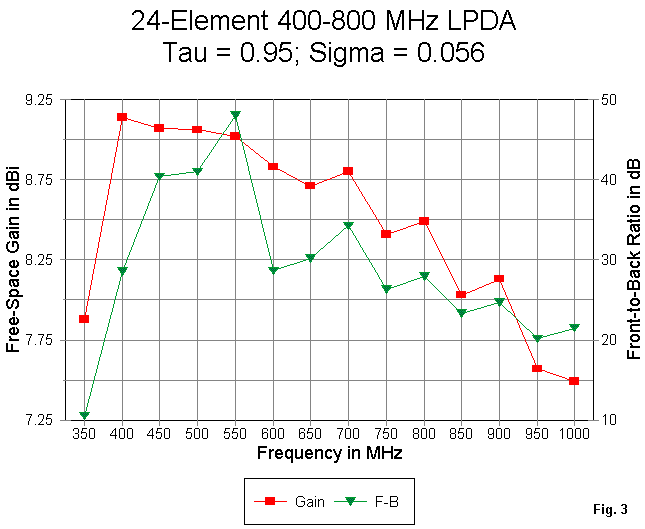 24-Element 400-800 MHz LPDA
Tau = 0.95; Sigma = 0.056
Free-Space Gain in dBi
9.25
8.75
8.25
7.75
7.25
50
40
30
20
10
Front-to-Back Ratio in dB
350 400 450 500 550 600 650 700 750 800 850 900 950 1000
Frequency in MHz
Gain F-B
Fig. 3